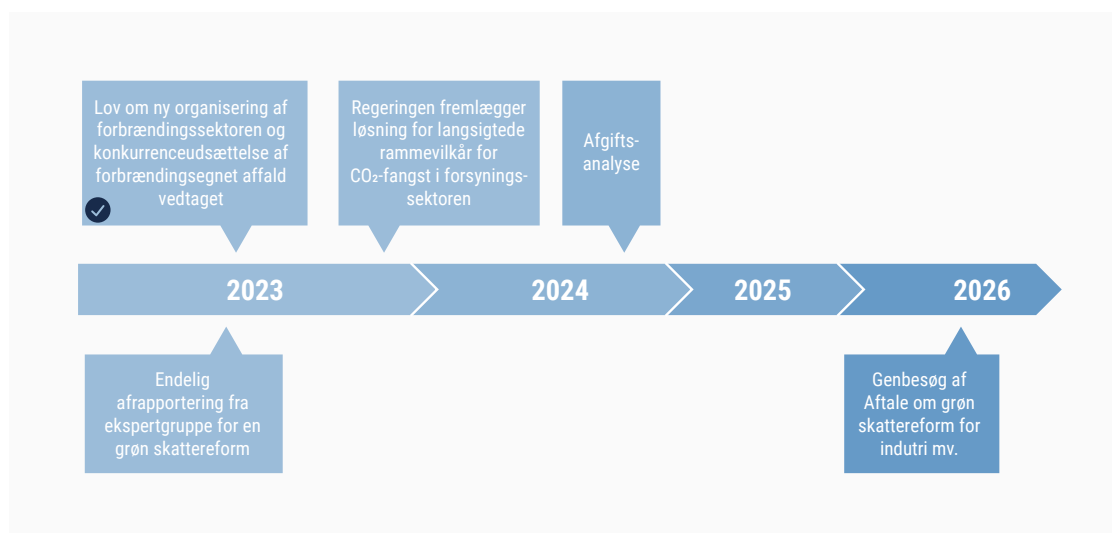 Lov om ny organisering af
forbrændingssektoren og
konkurrenceudsættelse af
forbrændingsegnet affald
vedtaget
Regeringen fremlægger
løsning for langsigtede
rammevilkår for
CO₂-fangst i forsynings-
sektoren
Afgifts-
analyse
2023
2024
2025
2026
Endelig
afrapportering fra
ekspertgruppe for en
grøn skattereform
Genbesøg af
Aftale om grøn
skattereform for
indutri mv.